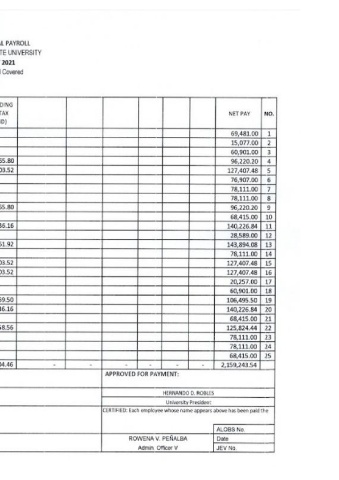 AL PAYROLL
TE UNIVERSITY
2021
Covered
DING TAX NET PAY NO.
69,481.00 1
15,077.00 2
60,901.00 3
65.80 96,220.20 4
03.52 127,407.48 5
76,907.00 6
78,111.00 7
78,111.00 8
65.80 96,220.20 9
68,415.00 10
36.16 140,226.84 11
28,589.00 12
51.92 143,894.08 13
78,111.00 14
03.52 127,407.48 15
03.52 127,407.48 16
20,257.00 17
60,901.00 18
59.50 106,495.50 19
36.16 140,226.84 20
68,415.00 21
58.56 125,824.44 22
78,111.00 23
78,111.00 24
68,415.00 25
04.46 - - - - - - 2,159,243.54
APPROVED FOR PAYMENT:
HERNANDO D. ROBLES
University President
CERTIFIED: Each employee whose name appears above has been paid the
ALOBS No.
ROWENA V. PEÑALBA Date
Admin. Officer V JEV No.